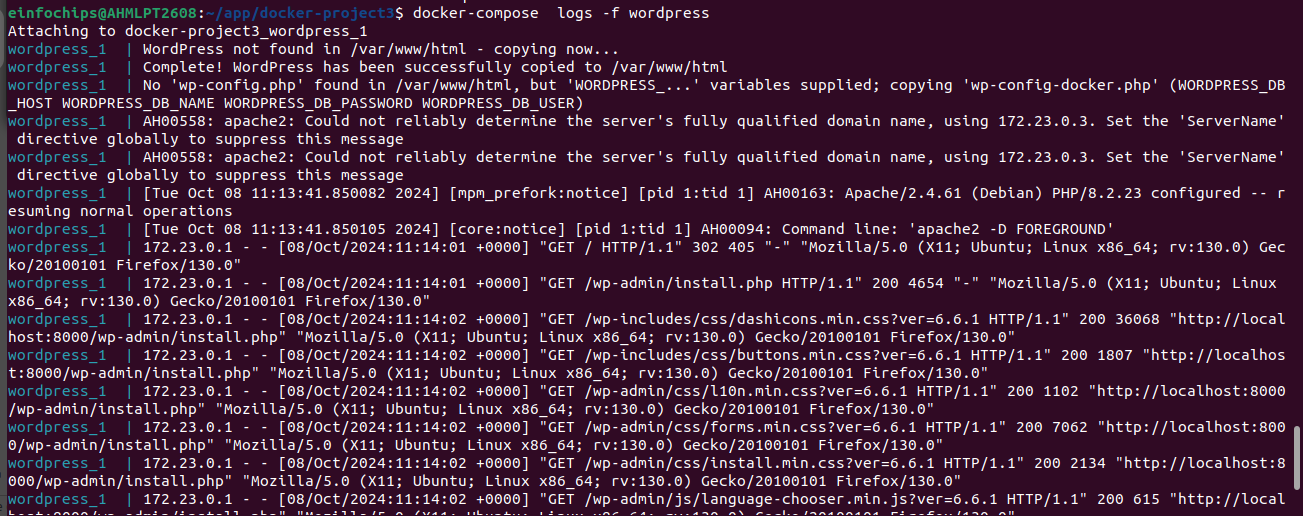 einfochips@AHMLPT2608:~/app/docker-project3$ docker-compose  logs -f wordpress
Attaching to docker-project3_wordpress_1
wordpress_1  | WordPress not found in /var/www/html - copying now...
wordpress_1  | Complete! WordPress has been successfully copied to /var/www/html
wordpress_1  | No 'wp-config.php' found in /var/www/html, but 'WORDPRESS_...' variables supplied; copying 'wp-config-docker.php' (WORDPRESS_DB
_HOST WORDPRESS_DB_NAME WORDPRESS_DB_PASSWORD WORDPRESS_DB_USER)
wordpress_1  | AH00558: apache2: Could not reliably determine the server's fully qualified domain name, using 172.23.0.3. Set the 'ServerName'
 directive globally to suppress this message
wordpress_1  | AH00558: apache2: Could not reliably determine the server's fully qualified domain name, using 172.23.0.3. Set the 'ServerName'
 directive globally to suppress this message
wordpress_1  | [Tue Oct 08 11:13:41.850082 2024] [mpm_prefork:notice] [pid 1:tid 1] AH00163: Apache/2.4.61 (Debian) PHP/8.2.23 configured -- r
esuming normal operations
wordpress_1  | [Tue Oct 08 11:13:41.850105 2024] [core:notice] [pid 1:tid 1] AH00094: Command line: 'apache2 -D FOREGROUND'
wordpress_1  | 172.23.0.1 - - [08/Oct/2024:11:14:01 +0000] "GET / HTTP/1.1" 302 405 "-" "Mozilla/5.0 (X11; Ubuntu; Linux x86_64; rv:130.0) Gec
ko/20100101 Firefox/130.0"
wordpress_1  | 172.23.0.1 - - [08/Oct/2024:11:14:01 +0000] "GET /wp-admin/install.php HTTP/1.1" 200 4654 "-" "Mozilla/5.0 (X11; Ubuntu; Linux 
x86_64; rv:130.0) Gecko/20100101 Firefox/130.0"
wordpress_1  | 172.23.0.1 - - [08/Oct/2024:11:14:02 +0000] "GET /wp-includes/css/dashicons.min.css?ver=6.6.1 HTTP/1.1" 200 36068 "http://local
host:8000/wp-admin/install.php" "Mozilla/5.0 (X11; Ubuntu; Linux x86_64; rv:130.0) Gecko/20100101 Firefox/130.0"
wordpress_1  | 172.23.0.1 - - [08/Oct/2024:11:14:02 +0000] "GET /wp-includes/css/buttons.min.css?ver=6.6.1 HTTP/1.1" 200 1807 "http://localhos
t:8000/wp-admin/install.php" "Mozilla/5.0 (X11; Ubuntu; Linux x86_64; rv:130.0) Gecko/20100101 Firefox/130.0"
wordpress_1  | 172.23.0.1 - - [08/Oct/2024:11:14:02 +0000] "GET /wp-admin/css/l10n.min.css?ver=6.6.1 HTTP/1.1" 200 1102 "http://localhost:8000
/wp-admin/install.php" "Mozilla/5.0 (X11; Ubuntu; Linux x86_64; rv:130.0) Gecko/20100101 Firefox/130.0"
wordpress_1  | 172.23.0.1 - - [08/Oct/2024:11:14:02 +0000] "GET /wp-admin/css/forms.min.css?ver=6.6.1 HTTP/1.1" 200 7062 "http://localhost:800
0/wp-admin/install.php" "Mozilla/5.0 (X11; Ubuntu; Linux x86_64; rv:130.0) Gecko/20100101 Firefox/130.0"
wordpress_1  | 172.23.0.1 - - [08/Oct/2024:11:14:02 +0000] "GET /wp-admin/css/install.min.css?ver=6.6.1 HTTP/1.1" 200 2134 "http://localhost:8
000/wp-admin/install.php" "Mozilla/5.0 (X11; Ubuntu; Linux x86_64; rv:130.0) Gecko/20100101 Firefox/130.0"
wordpress_1  | 172.23.0.1 - - [08/Oct/2024:11:14:02 +0000] "GET /wp-admin/js/language-chooser.min.js?ver=6.6.1 HTTP/1.1" 200 615 "http://local